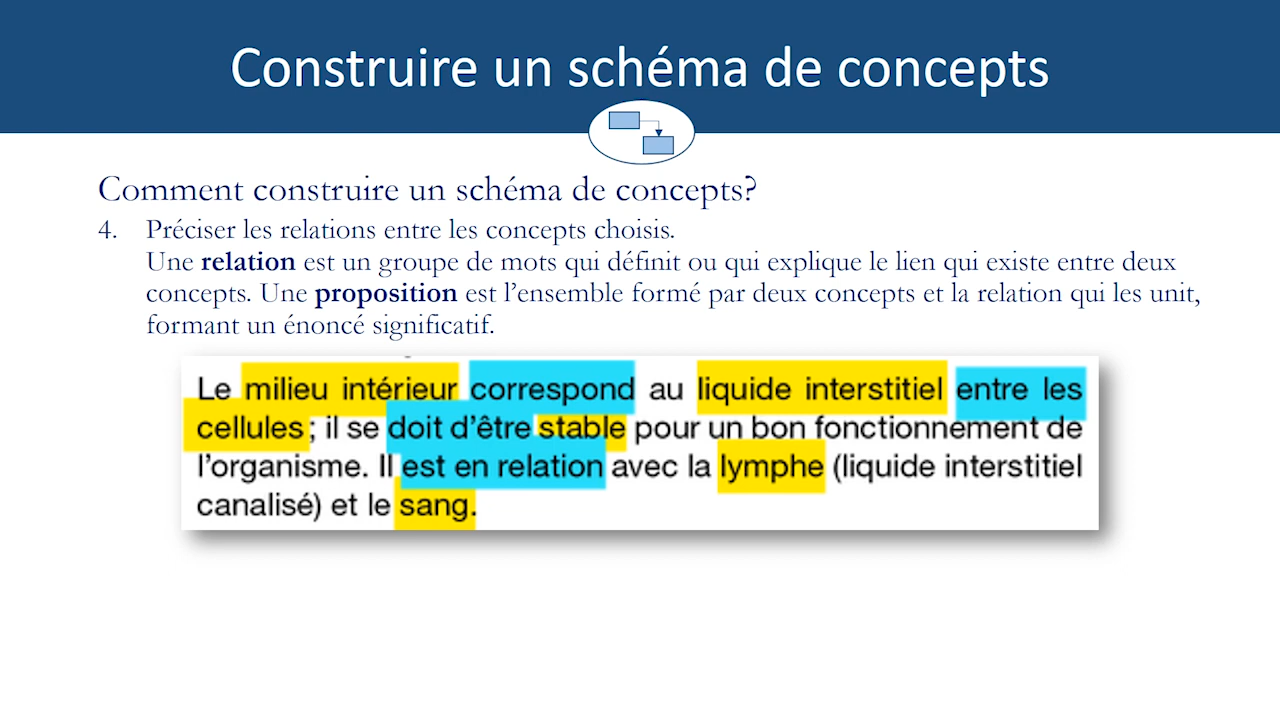 Construire un schéma de concepts
Comment construire un schéma de concepts?
4. Préciser les relations entre les concepts choisis.
Une relation est un groupe de mots qui définit ou qui explique le lien qui existe entre deux
concepts. Une proposition est l’ensemble formé par deux concepts et la relation qui les unit,
formant un énoncé significatif.
Le milieu intérieur correspond au liquide interstitiel entre les
cellules; il se doit d’être stable pour un bon fonctionnement de
l’organisme. Il est en relation avec la lymphe (liquide interstitiel
canalisé) et le sang.